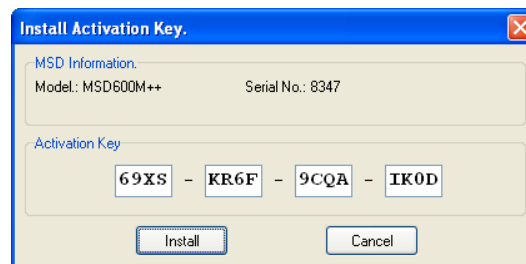 Install Activation Key.
MSD Information.
Model.: MSD600M++ Serial No.: 8347
Activation Key
69XS - KR6F - 9CQA - IK0D
Install Cancel